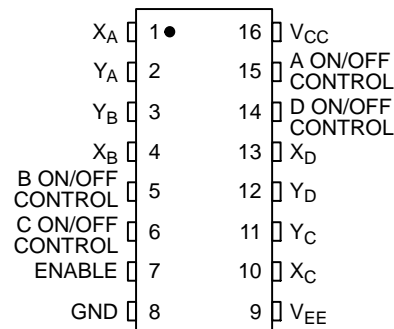 XA 1 16 VCC
YA 2 15 A ON/OFF CONTROL
YB 3 14 D ON/OFF CONTROL
XB 4 13 XD
B ON/OFF CONTROL 5 12 YD
C ON/OFF CONTROL 6 11 YC
ENABLE 7 10 XC
GND 8 9 VEE